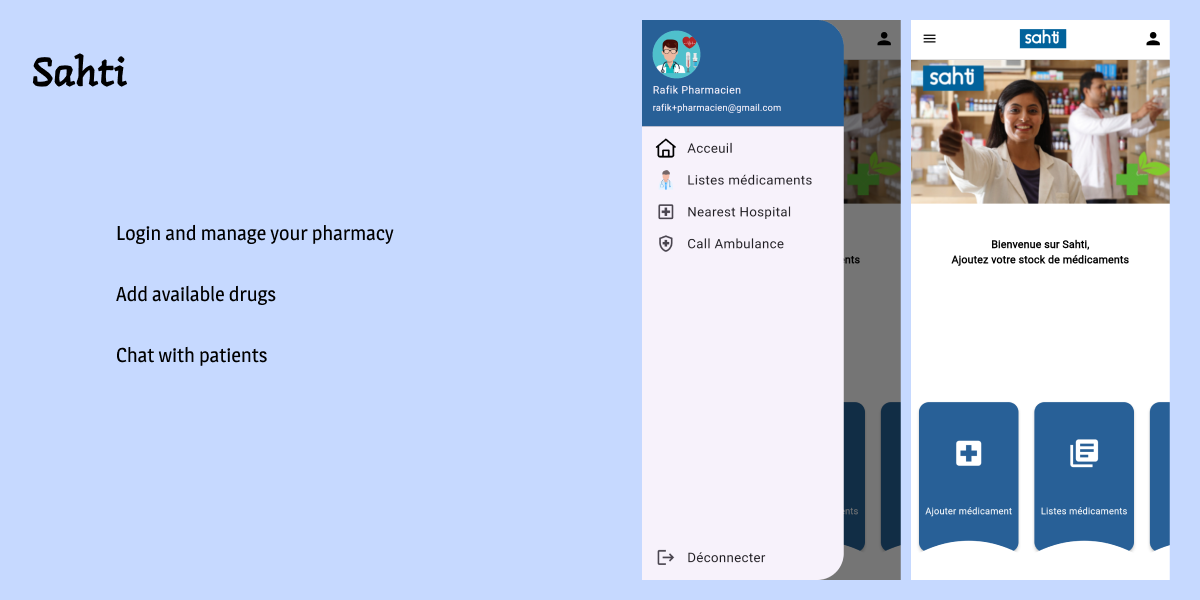 Sahti
Login and manage your pharmacy
Add available drugs
Chat with patients
Rafik Pharmacien
rafik+pharmacien@gmail.com
Acceuil
Listes médicaments
Nearest Hospital
Call Ambulance
Déconnecter
nts
nts
sahti
sahti
Bienvenue sur Sahti,
Ajoutez votre stock de médicaments
Ajouter médicament
Listes médicaments